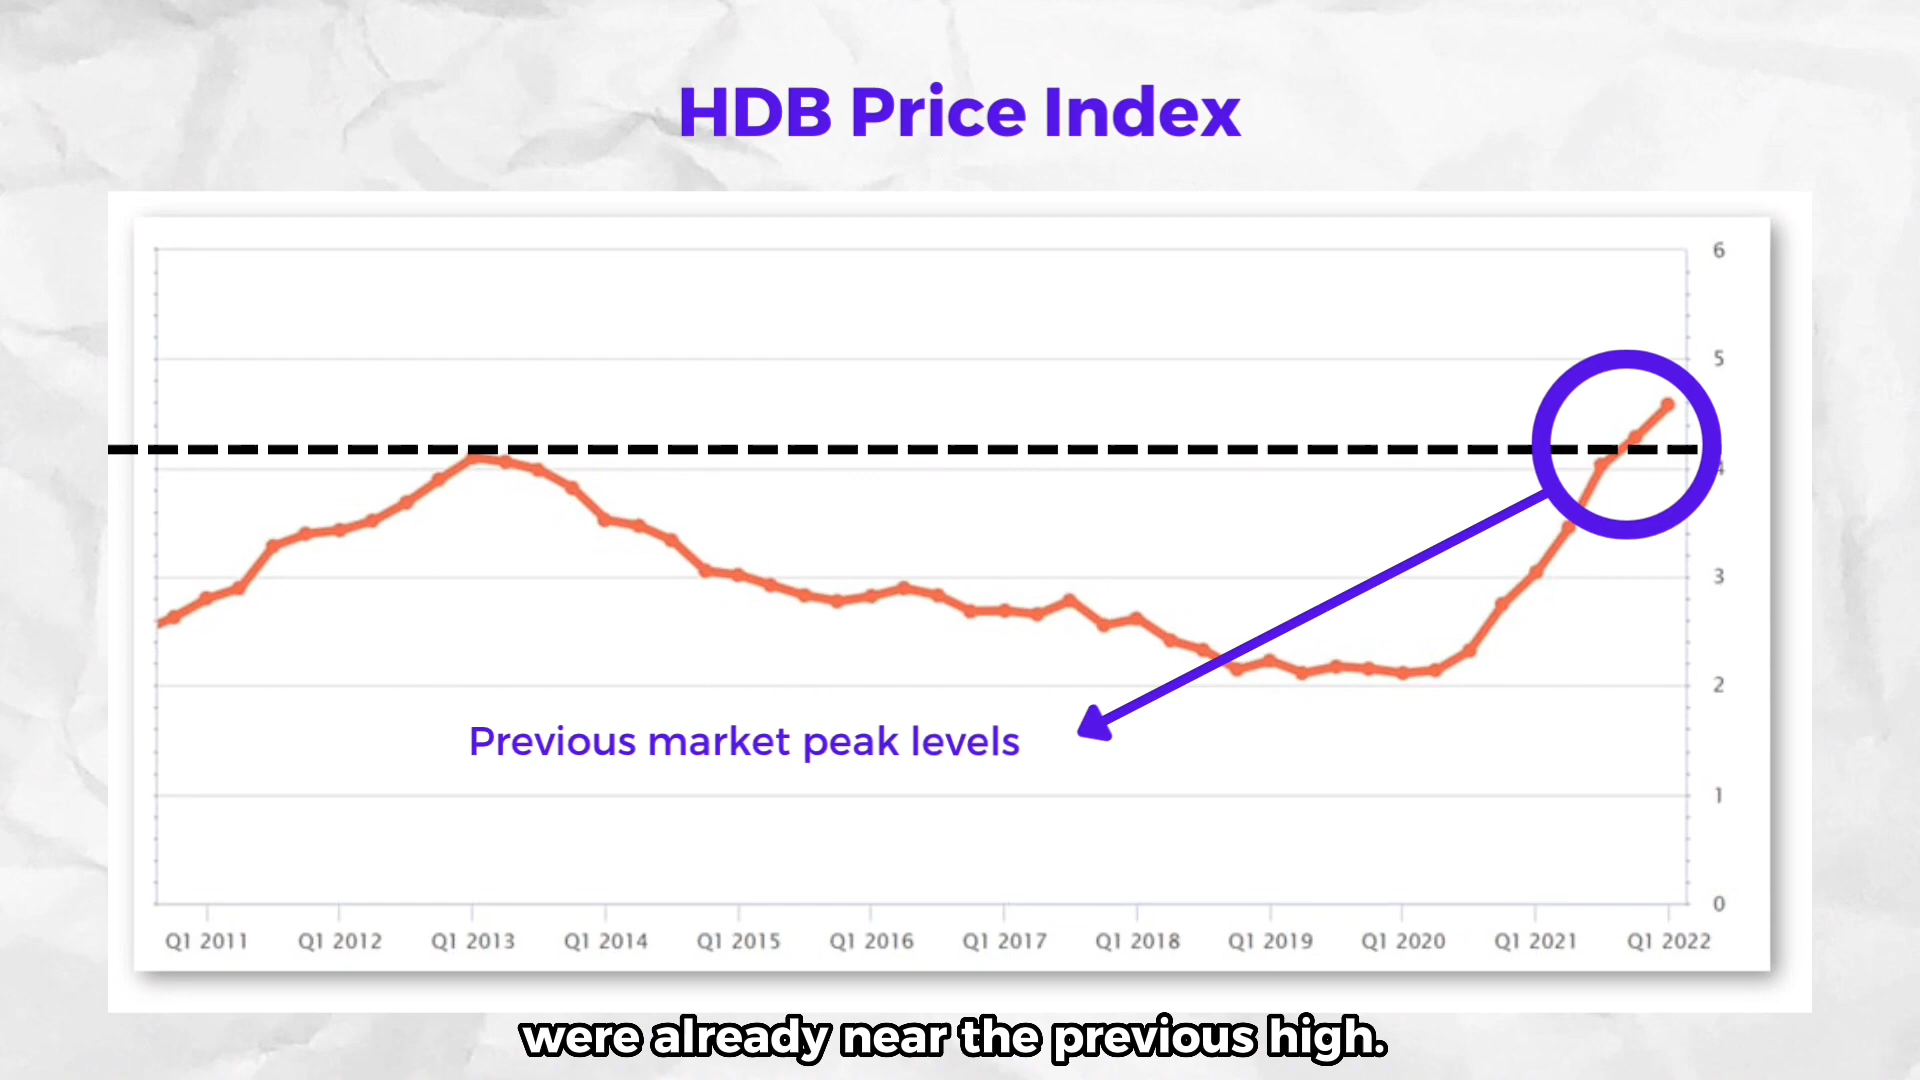 HDB Price Index
6
5
4
3
2
1
0
Previous market peak levels
Q1 2011 Q1 2012 Q1 2013 Q1 2014 Q1 2015 Q1 2016 Q1 2017 Q1 2018 Q1 2019 Q1 2020 Q1 2021 Q1 2022
were already near the previous high.